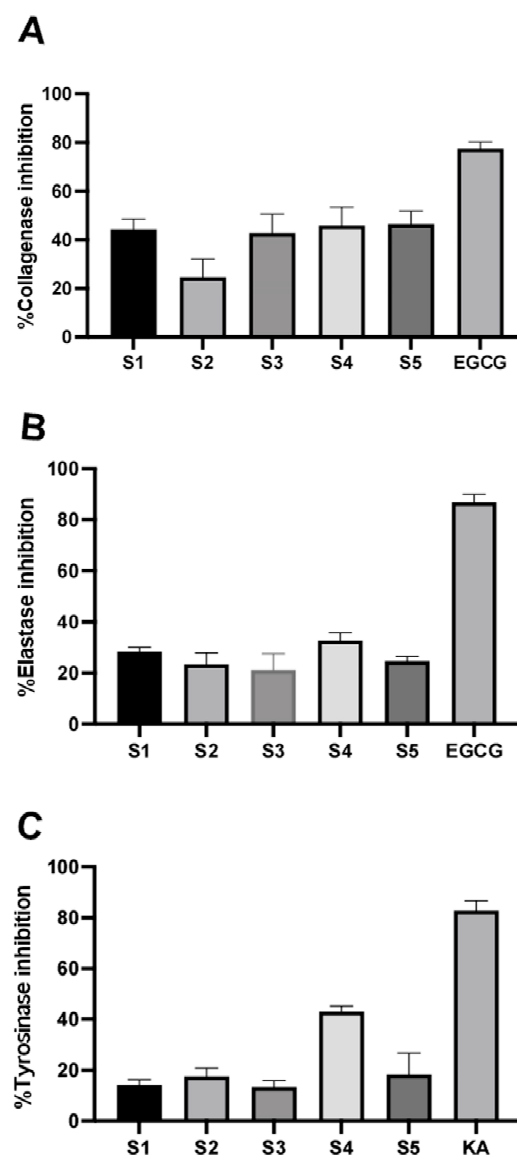 A
%Collagenase inhibition
100
80
60
40
20
0
S1 S2 S3 S4 S5 EGCG
B
%Elastase inhibition
100
80
60
40
20
0
S1 S2 S3 S4 S5 EGCG
C
%Tyrosinase inhibition
100
80
60
40
20
0
S1 S2 S3 S4 S5 KA